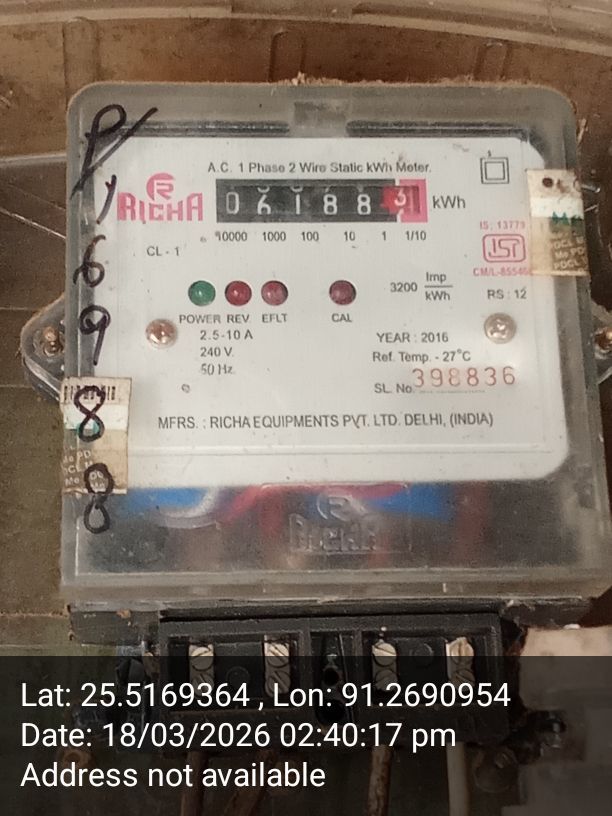 A.C. 1 Phase 2 Wire Static kWh Meter.
RICHA
0 6 1 8 8 3 kWh
10000 1000 100 10 1 1/10
IS: 13779
CL - 1
ISI
RS : 12
3200 Imp
kWh
POWER REV. EFLT CAL
2.5-10 A
240 V.
50 Hz.
YEAR : 2016
Ref. Temp. - 27°C
SL. No. 398836
MFRS. : RICHA EQUIPMENTS PVT. LTD. DELHI, (INDIA)
RICHA
P/16988
Lat: 25.5169364 , Lon: 91.2690954
Date: 18/03/2026 02:40:17 pm
Address not available